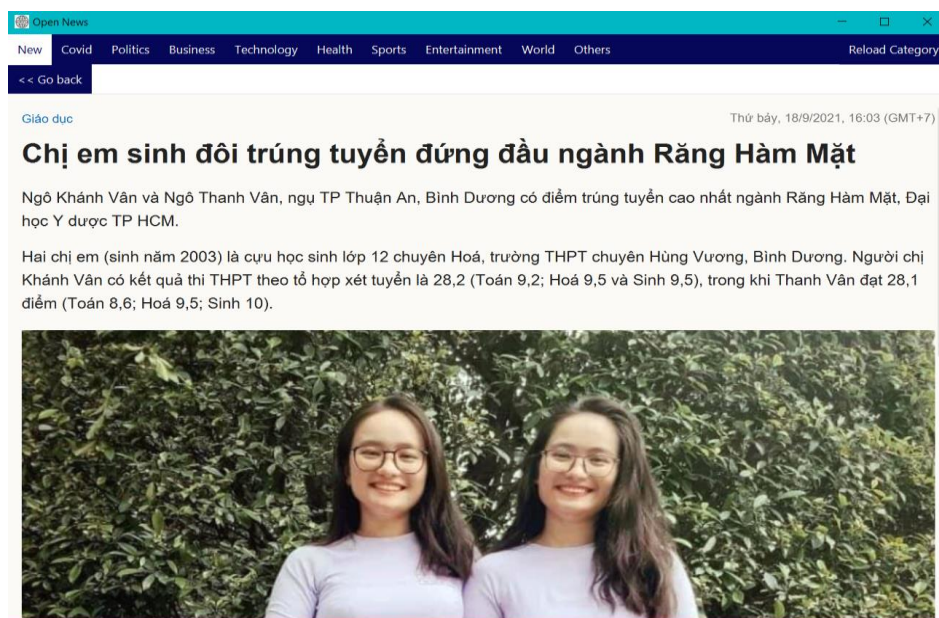 Open News
New Covid Politics Business Technology Health Sports Entertainment World Others Reload Category
<< Go back
Giáo dục Thứ bảy, 18/9/2021, 16:03 (GMT+7)
Chị em sinh đôi trúng tuyển đứng đầu ngành Răng Hàm Mặt
Ngô Khánh Vân và Ngô Thanh Vân, ngụ TP Thuận An, Bình Dương có điểm trúng tuyển cao nhất ngành Răng Hàm Mặt, Đại
học Y dược TP HCM.
Hai chị em (sinh năm 2003) là cựu học sinh lớp 12 chuyên Hoá, trường THPT chuyên Hùng Vương, Bình Dương. Người chị
Khánh Vân có kết quả thi THPT theo tổ hợp xét tuyển là 28,2 (Toán 9,2; Hoá 9,5 và Sinh 9,5), trong khi Thanh Vân đạt 28,1
điểm (Toán 8,6; Hoá 9,5; Sinh 10).